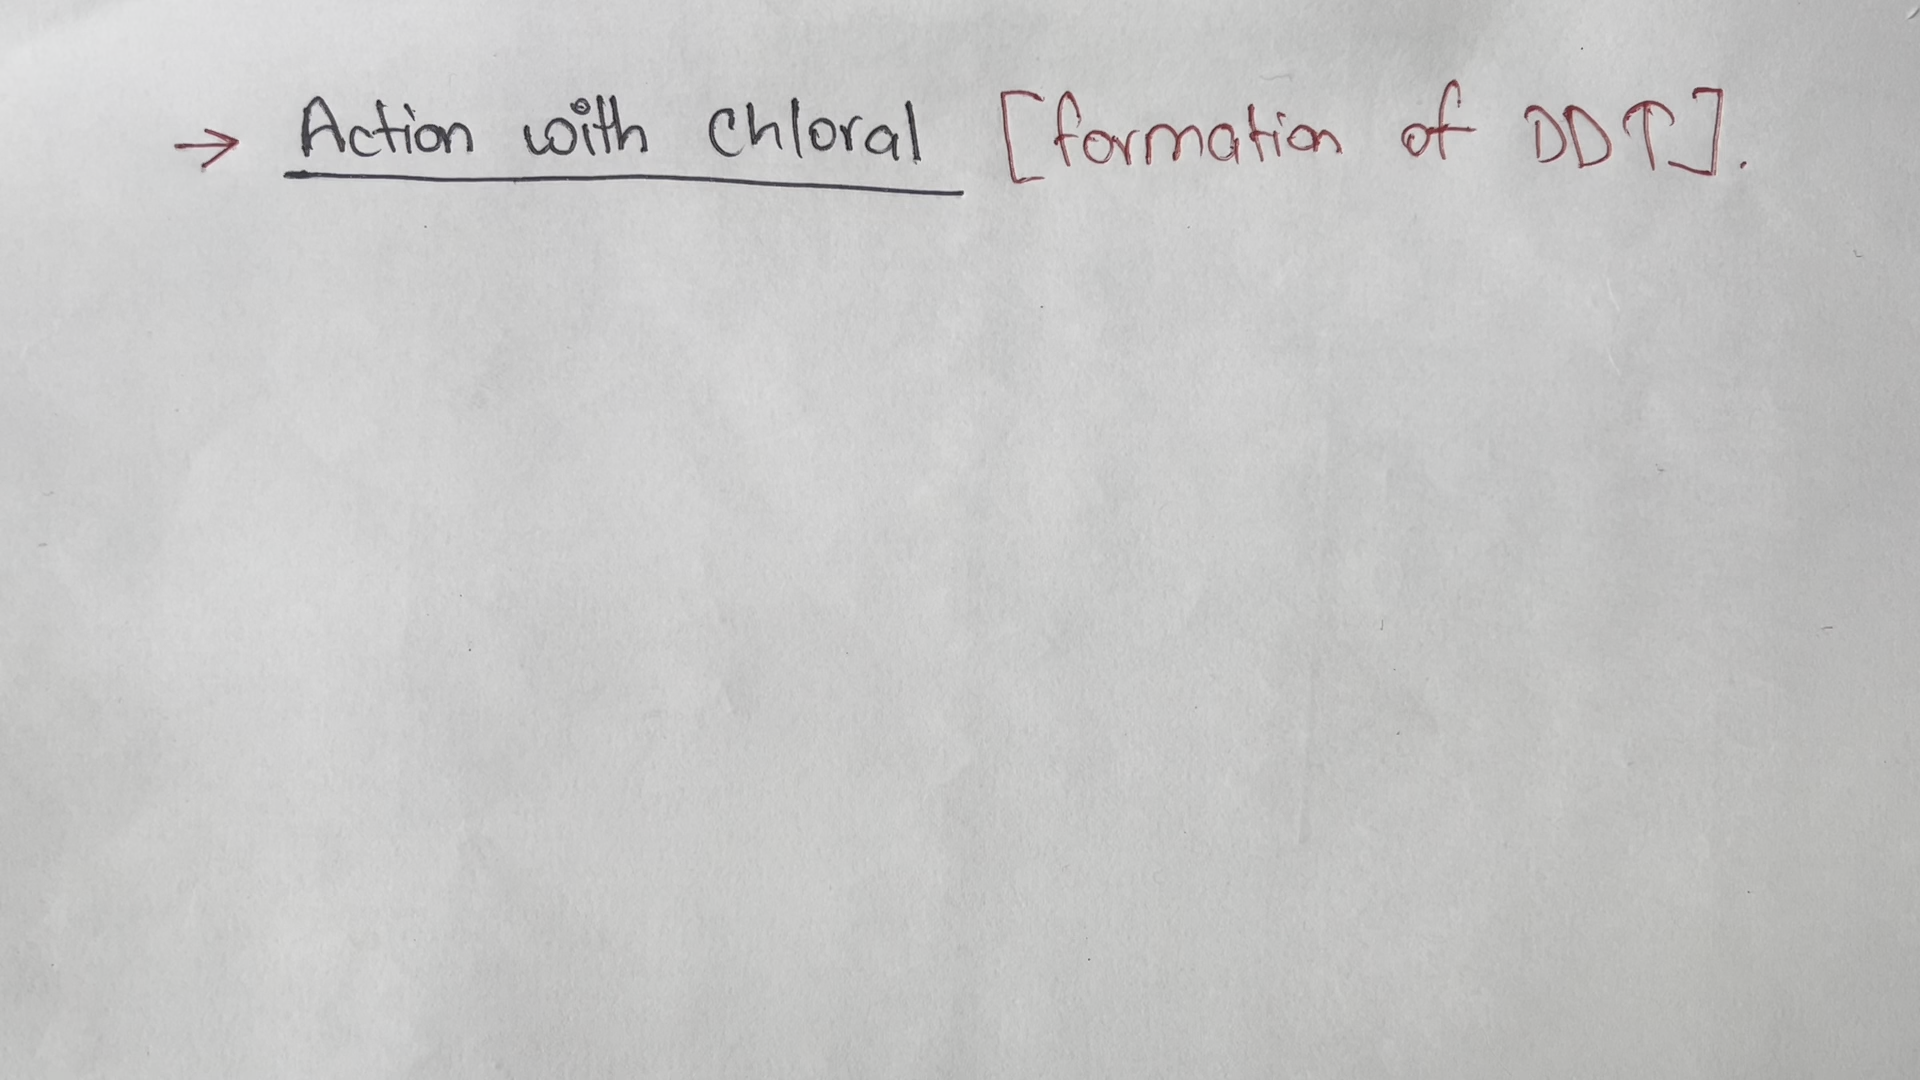 → Action with Chloral [formation of DDT].